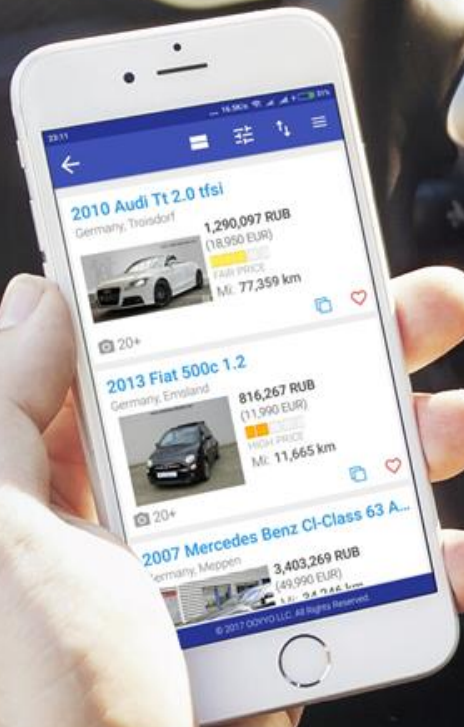 23:11
... 16.5K/s
31%
2010 Audi Tt 2.0 tfsi
Germany, Troisdorf
1,290,097 RUB
(18,950 EUR)
FAIR PRICE
Mi: 77,359 km
20+
2013 Fiat 500c 1.2
Germany, Emsland
816,267 RUB
(11,990 EUR)
HIGH PRICE
Mi: 11,665 km
20+
2007 Mercedes Benz Cl-Class 63 A...
Germany, Meppen
3,403,269 RUB
(49,990 EUR)
© 2017 OOYYO LLC. All Rights Reserved.